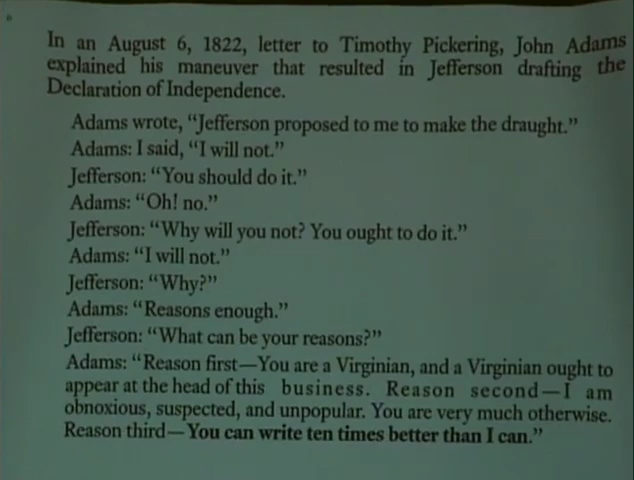 In an August 6, 1822, letter to Timothy Pickering, John Adams
explained his maneuver that resulted in Jefferson drafting the
Declaration of Independence.
Adams wrote, “Jefferson proposed to me to make the draught.”
Adams: I said, “I will not.”
Jefferson: “You should do it.”
Adams: “Oh! no.”
Jefferson: “Why will you not? You ought to do it.”
Adams: “I will not.”
Jefferson: “Why?”
Adams: “Reasons enough.”
Jefferson: “What can be your reasons?”
Adams: “Reason first—You are a Virginian, and a Virginian ought to
appear at the head of this business. Reason second—I am
obnoxious, suspected, and unpopular. You are very much otherwise.
Reason third—You can write ten times better than I can.”